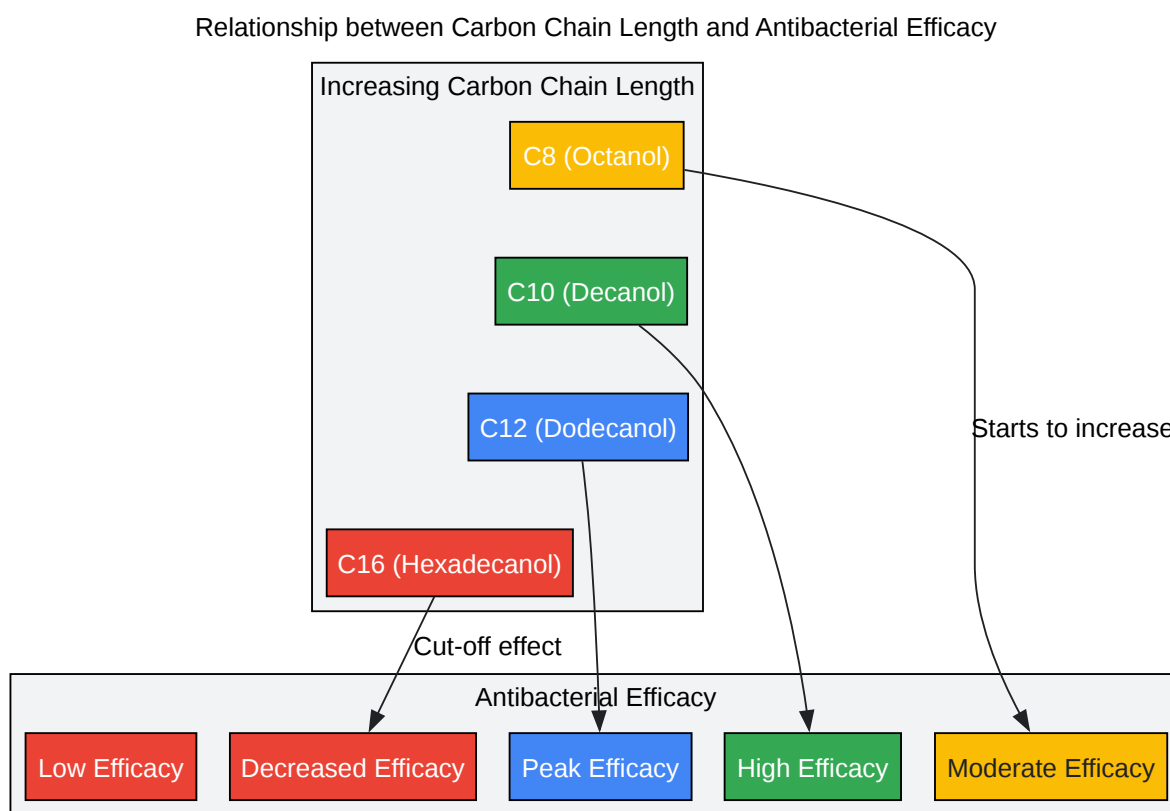 Relationship between Carbon Chain Length and Antibacterial Efficacy
Increasing Carbon Chain Length
C8 (Octanol)
C10 (Decanol)
C12 (Dodecanol)
Starts to increase
C16 (Hexadecanol)
Cut-off effect
Antibacterial Efficacy
Low Efficacy
Decreased Efficacy
Peak Efficacy
High Efficacy
Moderate Efficacy